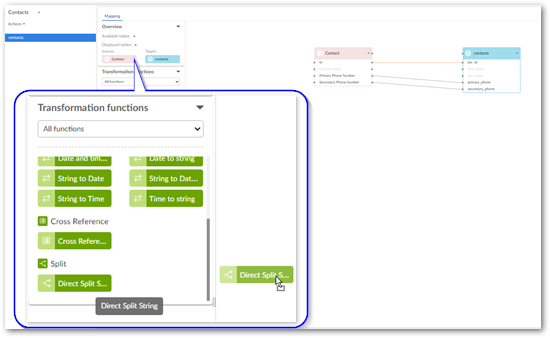 Contacts
Actions
contacts
Mapping
Overview
Available tables
Displayed tables
Sources
Targets
Contact
contacts
Transformation functions
All functions
Contact
Id
Primary Phone Number
Secondary Phone Number
contacts
primary_phone
secondary_phone
Transformation functions
All functions
Date and tim...
Date to string
String to Date
String to Dat...
String to Time
Time to string
Cross Reference
Cross Refere...
Split
Direct Split S...
Direct Split S...
Direct Split String